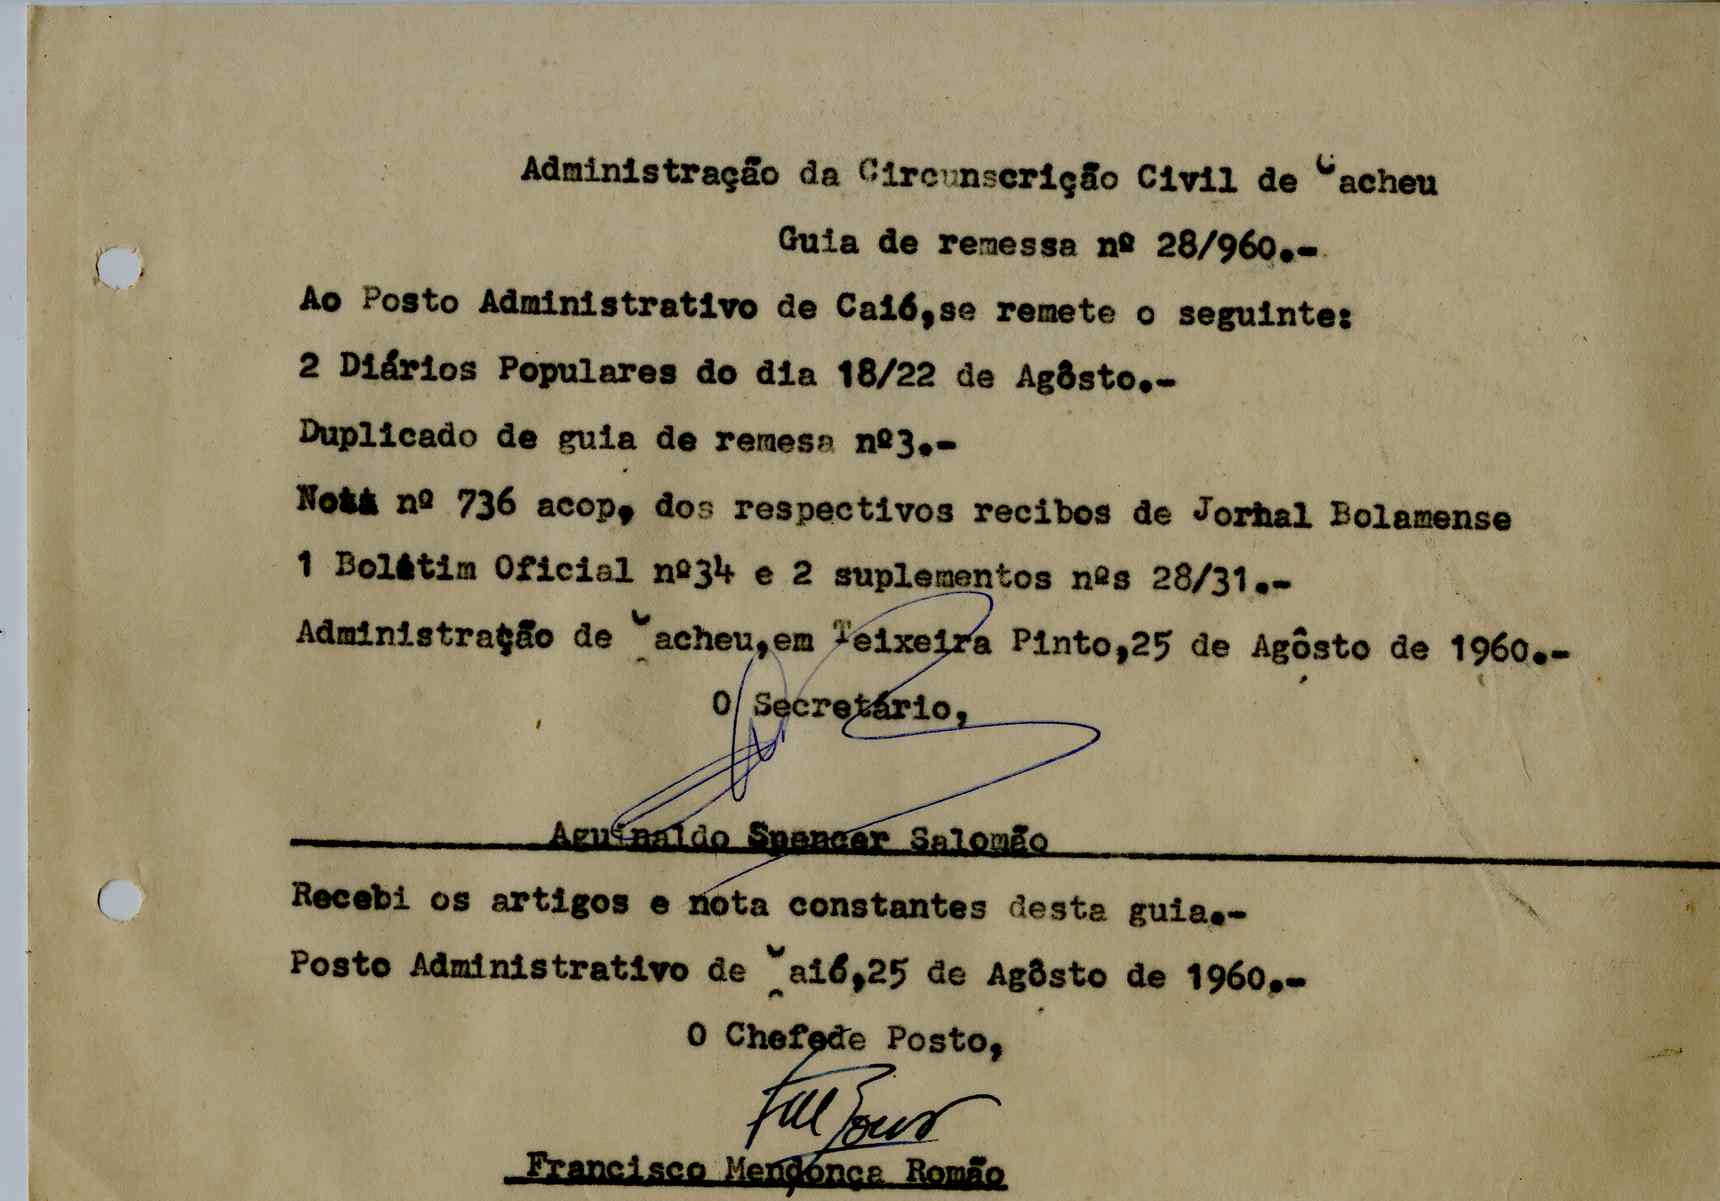 Administração da Circunscrição Civil de Cacheu
Guia de remessa nº 28/960.-
Ao Posto Administrativo de Caió,se remete o seguinte:
2 Diários Populares do dia 18/22 de Agôsto.-
Duplicado de guia de remesa nº3.-
Nota nº 736 acop, dos respectivos recibos de Jornal Bolamense
1 Bolétim Oficial nº34 e 2 suplementos nºs 28/31.-
Administração de Cacheu,em Teixeira Pinto,25 de Agôsto de 1960.-
O Secretário,
Aguinaldo Spencer Salomão
Recebi os artigos e nota constantes desta guia.-
Posto Administrativo de Caió,25 de Agôsto de 1960.-
O Chefede Posto,
Francisco Mendonça Romão